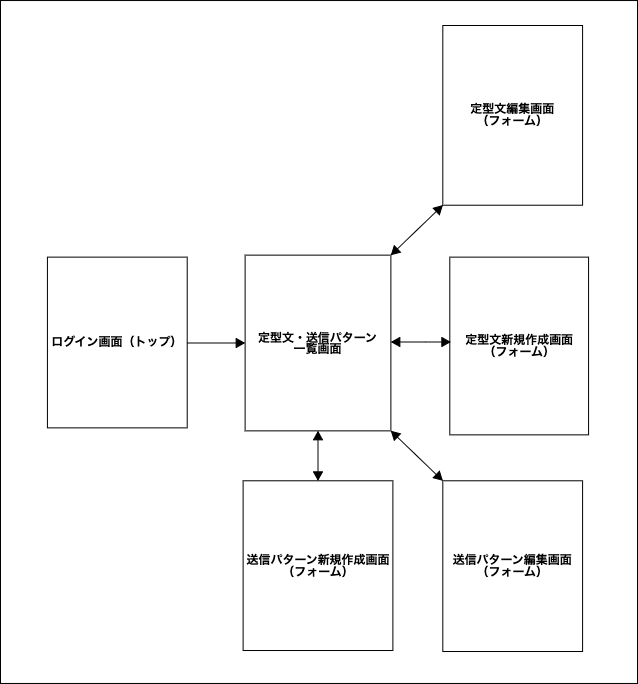 定型文編集画面
（フォーム）
ログイン画面（トップ）
定型文・送信パターン
一覧画面
定型文新規作成画面
（フォーム）
送信パターン新規作成画面
（フォーム）
送信パターン編集画面
（フォーム）